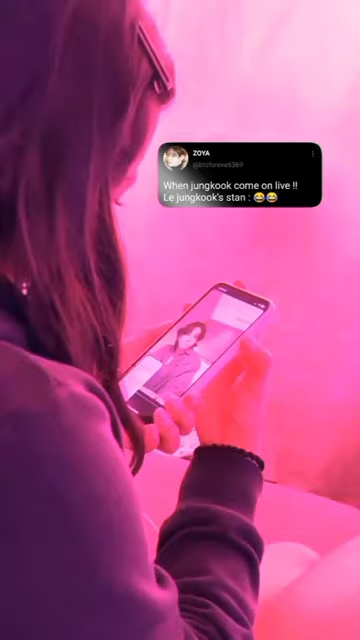 ZOYA
@btsforever6369
When jungkook come on live !!
Le jungkook's stan : 😂😂